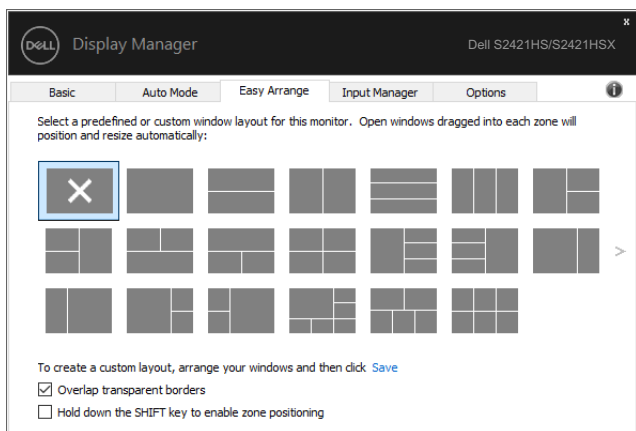 x
DELL Display Manager Dell S2421HS/S2421HSX
Basic Auto Mode Easy Arrange Input Manager Options i
Select a predefined or custom window layout for this monitor. Open windows dragged into each zone will
position and resize automatically:
>
To create a custom layout, arrange your windows and then click Save
Overlap transparent borders
Hold down the SHIFT key to enable zone positioning